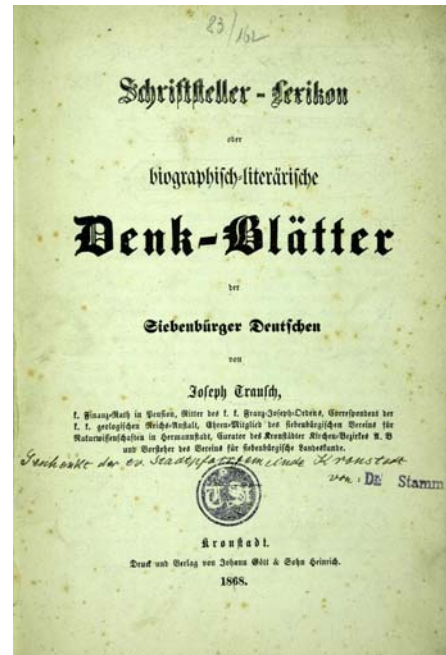 83/162
Schriftsteller-Lexikon
oder
biographisch-literärische
Denk-Blätter
der
Siebenbürger Deutschen
von
Joseph Trausch,
k. Finanz-Rath in Pension, Ritter des k. k. Franz-Joseph-Ordens, Correspondent der
k. k. geologischen Reichs-Anstalt, Ehren-Mitglied des siebenbürgischen Vereins für
Naturwissenschaften in Hermannstadt, Curator des Kronstädter Kirchen-Bezirkes A. B
und Vorsteher des Vereins für siebenbürgische Landeskunde.
Geschenkt der ev. Stadtpfarrgemeinde Kronstadt
von: Dr. Stamm
Kronstadt.
Druck und Verlag von Johann Gött & Sohn Heinrich.
1868.